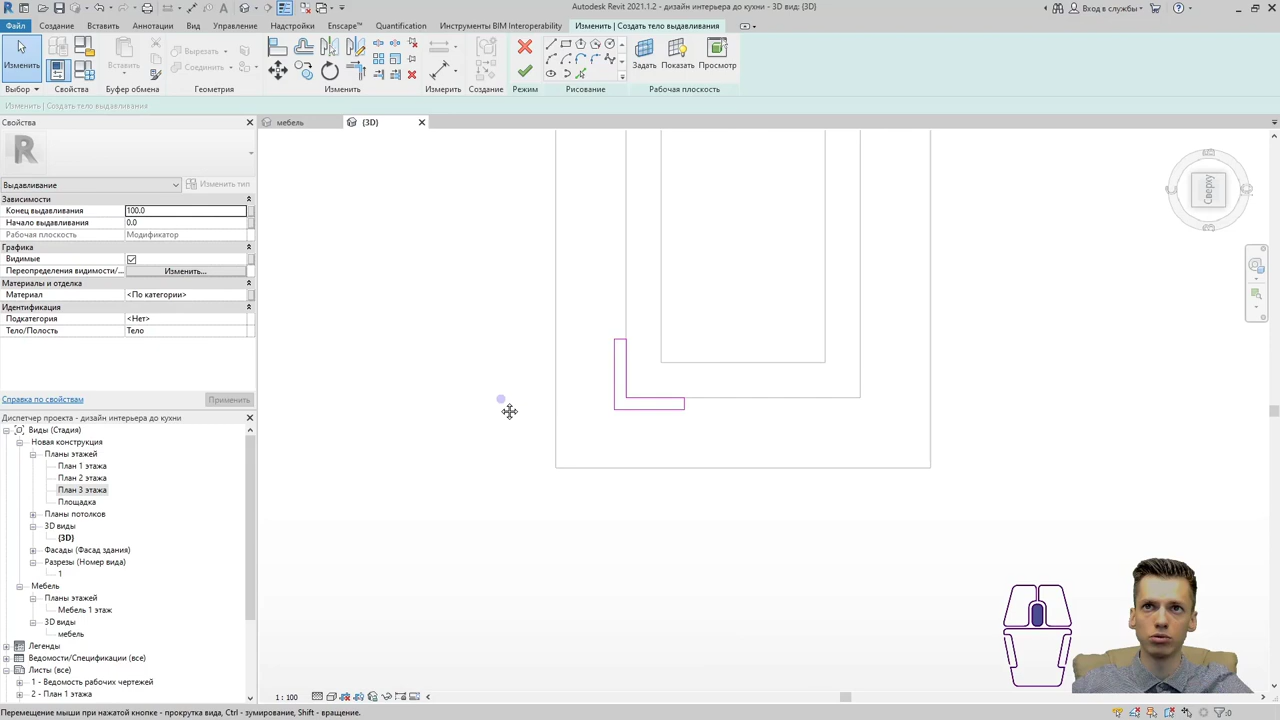 Autodesk Revit 2021.1.2 - дизайн интерьера до кухни - 3D вид: {3D}
Вход в службы
Файл Создание Вставить Аннотации Вид Управление Надстройки Enscape™ Quantification Инструменты BIM Interoperability Изменить | Создать тело выдавливания
Изменить
Вставить
Вырезать
Соединить
Задать Показать Просмотр
Выбор Свойства Буфер обмена Геометрия Изменить Измерить Создание Режим Рисование Рабочая плоскость
Изменить | Создать тело выдавливания
Свойства
мебель
{3D}
Выдавливание
Изменить тип
Зависимости
Конец выдавливания 100.0
Начало выдавливания 0.0
Рабочая плоскость Модификатор
Графика
Видимые
Переопределения видимости/... Изменить...
Материалы и отделка
Материал <По категории>
Идентификация
Подкатегория <Нет>
Тело/Полость Тело
Справка по свойствам
Применить
Сверху
Диспетчер проекта - дизайн интерьера до кухни
Виды (Стадия)
Новая конструкция
Планы этажей
План 1 этажа
План 2 этажа
План 3 этажа
Площадка
Планы потолков
3D виды
{3D}
Фасады (Фасад здания)
Разрезы (Номер вида)
1
Мебель
Планы этажей
Мебель 1 этаж
3D виды
мебель
Легенды
Ведомости/Спецификации (все)
Листы (все)
1 - Ведомость рабочих чертежей
2 - План 1 этажа
1 : 100
Перемещение мыши при нажатой кнопке - прокрутка вида, Ctrl - зумирование, Shift - вращение.
:0